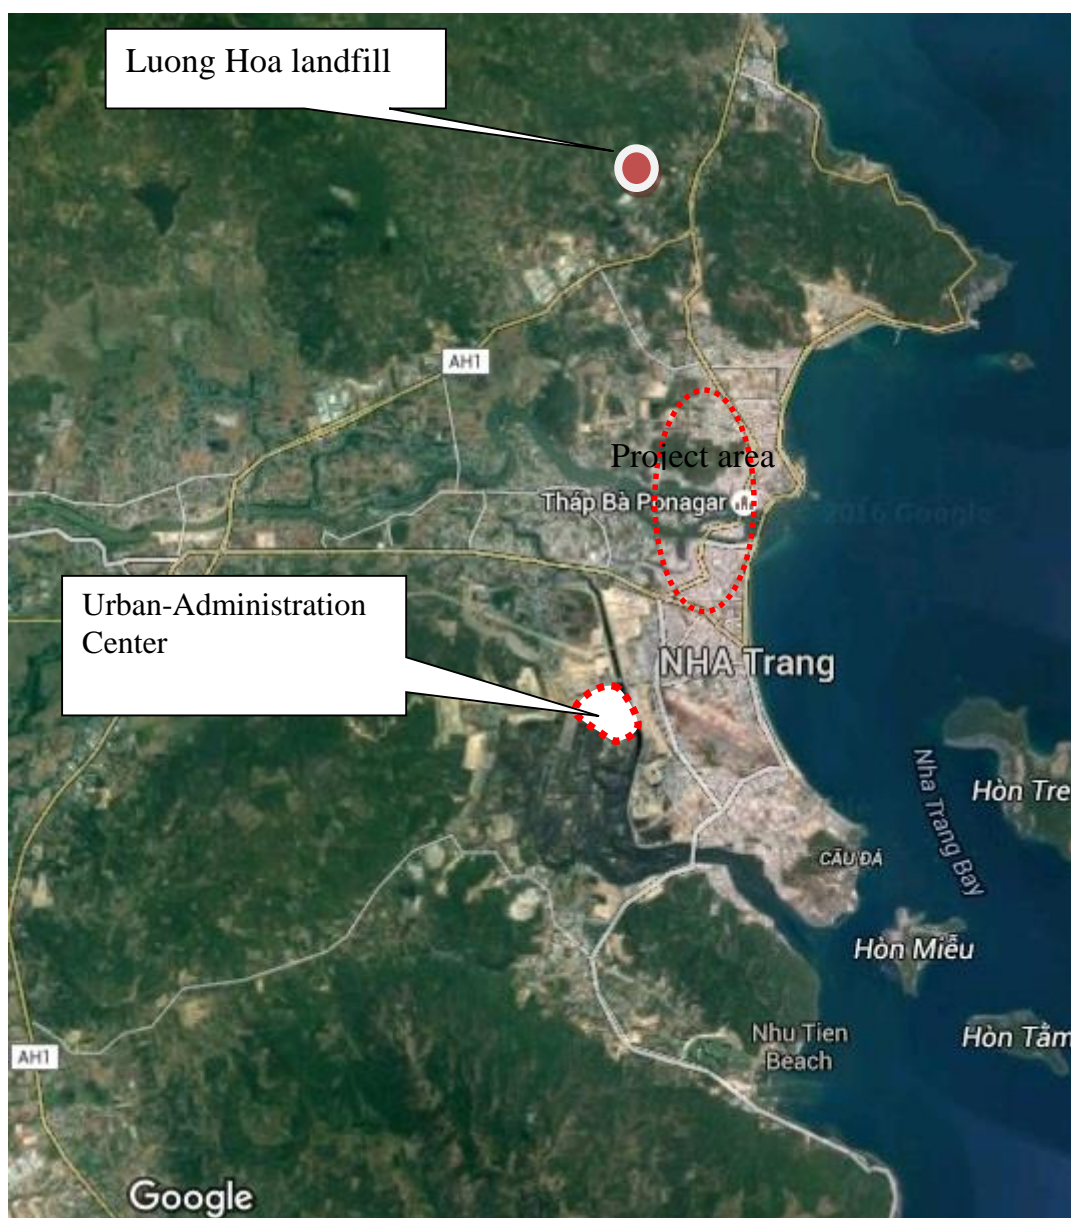 Luong Hoa landfill
AH1
Project area
Tháp Bà Ponagar
2016 Google
Urban-Administration
Center
NHA Trang
Nha Trang Bay
Hòn Tre
CẦU ĐÁ
Hòn Miễu
Nhu Tien
Beach
Hòn Tằm
AH1
Google